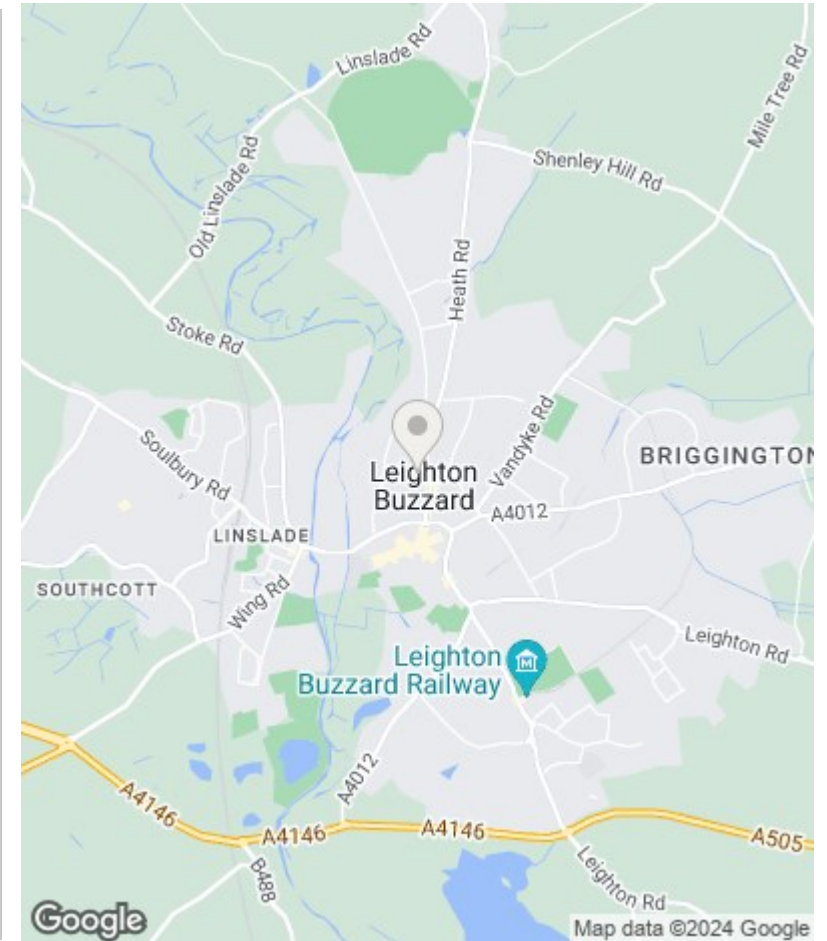 Linslade Rd
Mile Tree Rd
Shenley Hill Rd
Old Linslade Rd
Heath Rd
Stoke Rd
Vandyke Rd
Soulbury Rd
BRIGGINGTON
Leighton
Buzzard
A4012
LINSLADE
SOUTHCOTT
Wing Rd
Leighton Rd
Leighton
Buzzard Railway
M
A4012
A4146
A4146
A4146
A505
B488
Leighton Rd
Google
Map data ©2024 Google